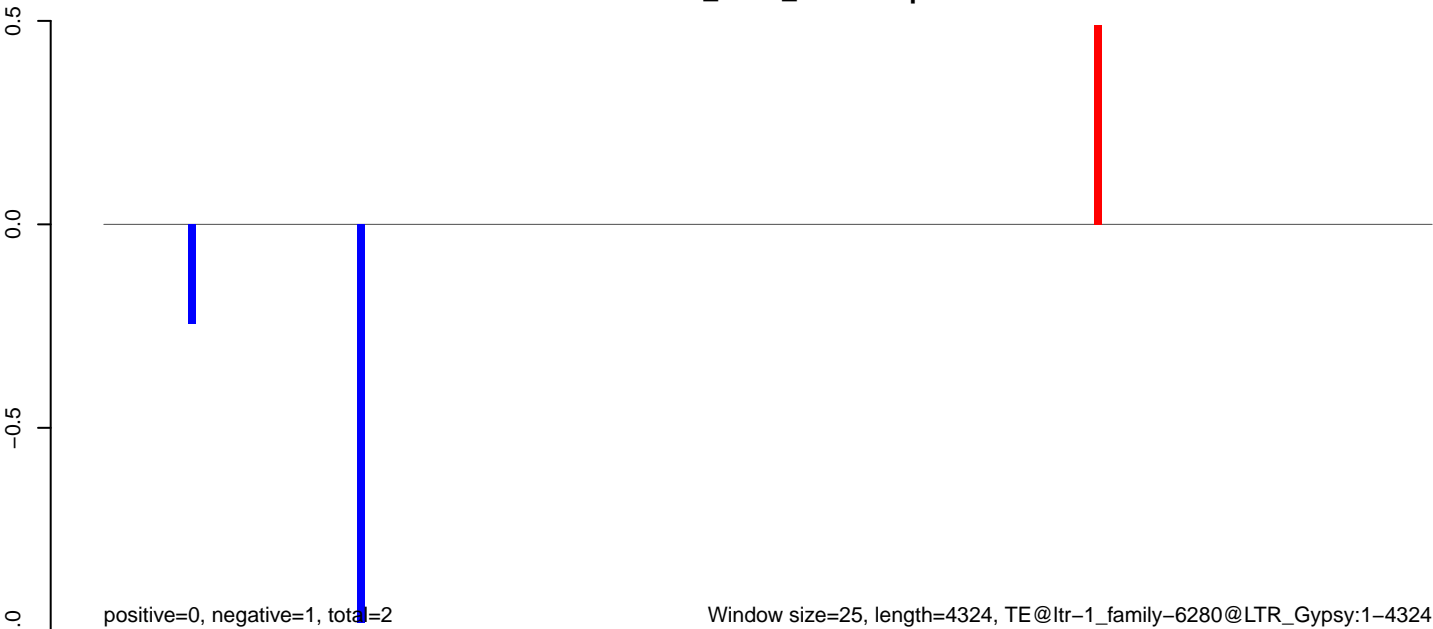 0.5
0.0
−0.5
positive=0, negative=1, total=2
Window size=25, length=4324, TE@ltr−1_family−6280@LTR_Gypsy:1−4324